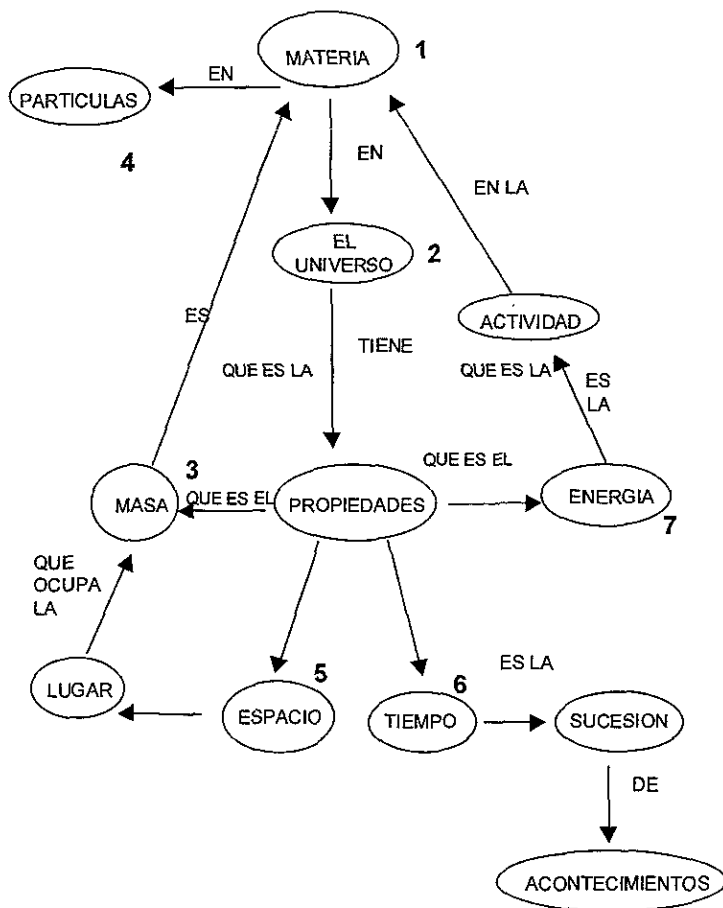 MATERIA
1
EN
PARTICULAS
4
EN
EN LA
EL
UNIVERSO
2
ES
TIENE
ACTIVIDAD
QUE ES LA
QUE ES LA
ES
LA
3
MASA
QUE ES EL
PROPIEDADES
QUE ES EL
ENERGIA
7
QUE
OCUPA
LA
LUGAR
5
ESPACIO
6
TIEMPO
ES LA
SUCESION
DE
ACONTECIMIENTOS